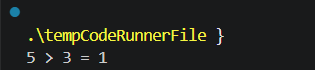 .\tempCodeRunnerFile }
5 > 3 = 1